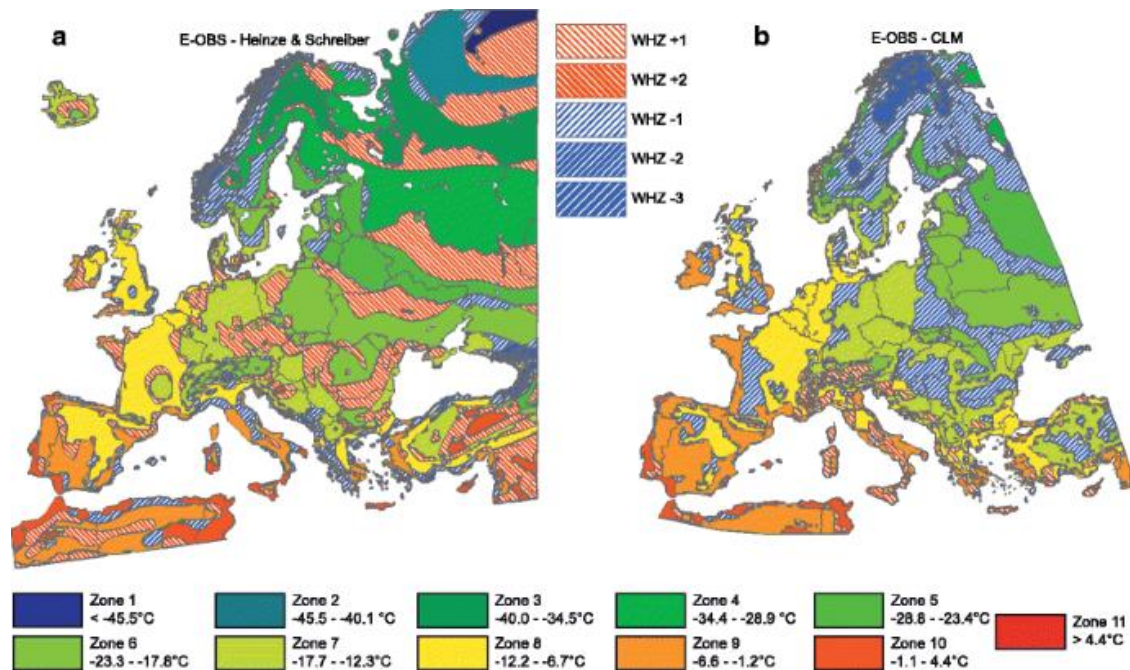 a
E-OBS - Heinze & Schreiber
WHZ +1
WHZ +2
WHZ -1
WHZ -2
WHZ -3
b
E-OBS - CLM
Zone 1
< -45.5°C
Zone 2
-45.5 - -40.1 °C
Zone 3
-40.0 - -34.5°C
Zone 4
-34.4 - -28.9 °C
Zone 5
-28.8 - -23.4°C
Zone 6
-23.3 - -17.8°C
Zone 7
-17.7 - -12.3°C
Zone 8
-12.2 - -6.7°C
Zone 9
-6.6 - -1.2°C
Zone 10
-1.1 - 4.4°C
Zone 11
> 4.4°C